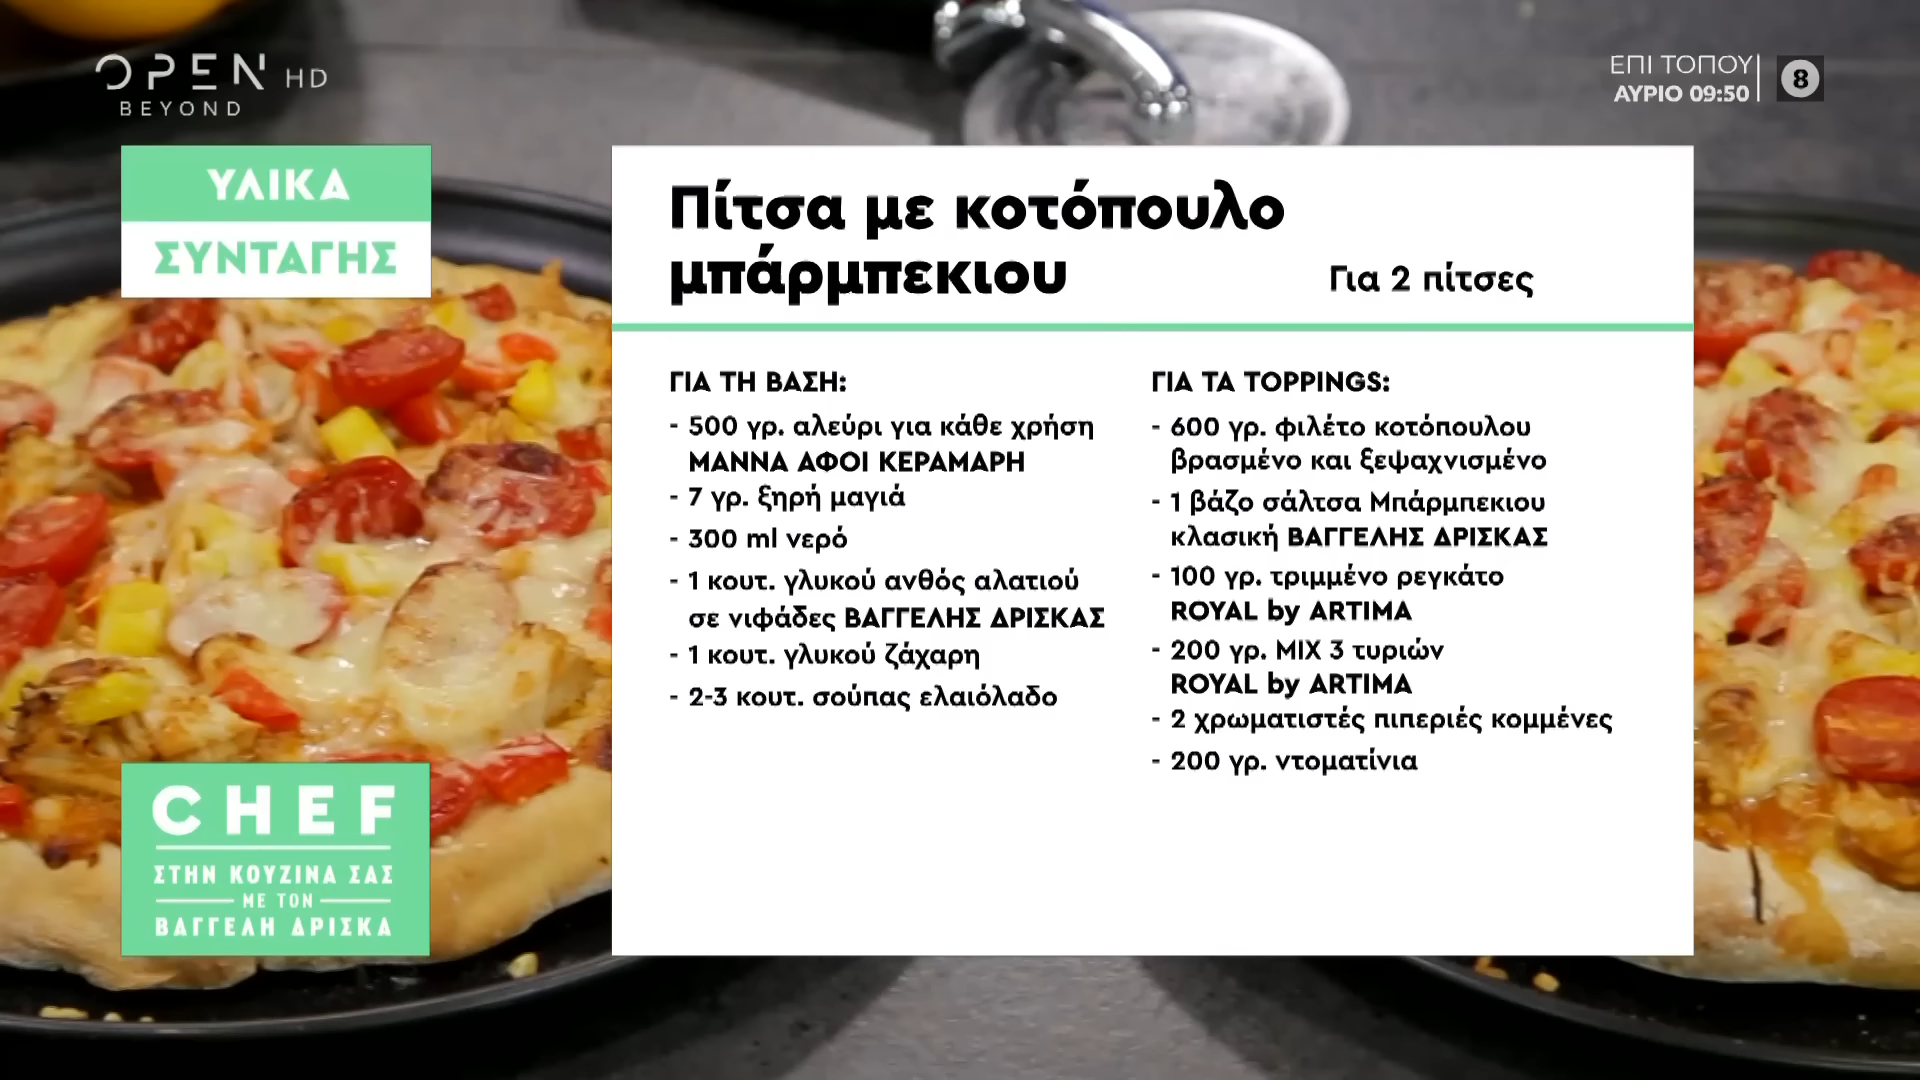 OPEN HD
BEYOND
ΕΠΙ ΤΟΠΟΥ
ΑΥΡΙΟ 09:50
8
ΥΛΙΚΑ
ΣΥΝΤΑΓΗΣ
Πίτσα με κοτόπουλο
μπάρμπεκιου
Για 2 πίτσες
ΓΙΑ ΤΗ ΒΑΣΗ:
- 500 γρ. αλεύρι για κάθε χρήση
ΜΑΝΝΑ ΑΦΟΙ ΚΕΡΑΜΑΡΗ
- 7 γρ. ξηρή μαγιά
- 300 ml νερό
- 1 κουτ. γλυκού ανθός αλατιού
σε νιφάδες ΒΑΓΓΕΛΗΣ ΔΡΙΣΚΑΣ
- 1 κουτ. γλυκού ζάχαρη
- 2-3 κουτ. σούπας ελαιόλαδο
ΓΙΑ ΤΑ TOPPINGS:
- 600 γρ. φιλέτο κοτόπουλου
βρασμένο και ξεψαχνισμένο
- 1 βάζο σάλτσα Μπάρμπεκιου
κλασική ΒΑΓΓΕΛΗΣ ΔΡΙΣΚΑΣ
- 100 γρ. τριμμένο ρεγκάτο
ROYAL by ARTIMA
- 200 γρ. MIX 3 τυριών
ROYAL by ARTIMA
- 2 χρωματιστές πιπεριές κομμένες
- 200 γρ. ντοματίνια
CHEF
ΣΤΗΝ ΚΟΥΖΙΝΑ ΣΑΣ
ΜΕ ΤΟΝ
ΒΑΓΓΕΛΗ ΔΡΙΣΚΑ